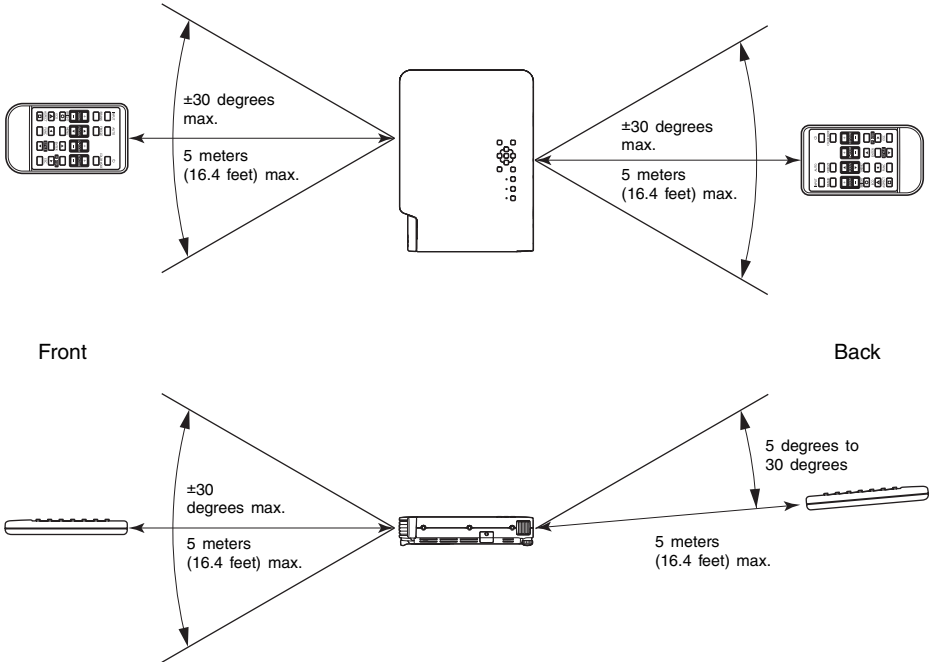 ±30 degrees
max.
5 meters
(16.4 feet) max.
±30 degrees
max.
5 meters
(16.4 feet) max.
Front
Back
±30
degrees max.
5 meters
(16.4 feet) max.
5 degrees to
30 degrees
5 meters
(16.4 feet) max.